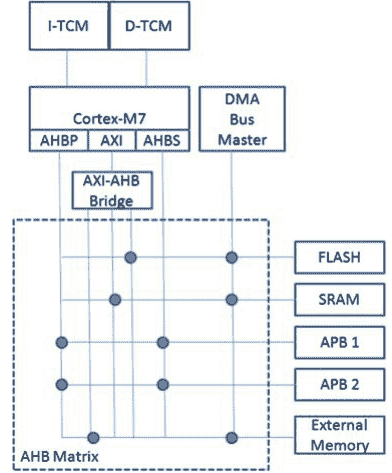 I-TCM
D-TCM
Cortex-M7
AHBP
AXI
AHBS
DMA
Bus
Master
AXI-AHB
Bridge
FLASH
SRAM
APB 1
APB 2
External
Memory
AHB Matrix